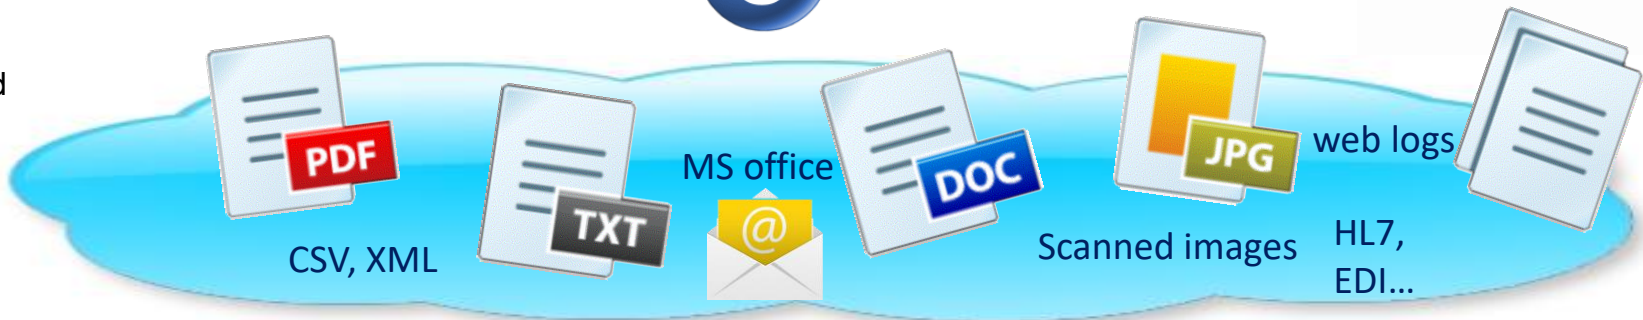 d
PDF
TXT
CSV, XML
MS office
@
DOC
JPG
Scanned images
web logs
HL7,
EDI...